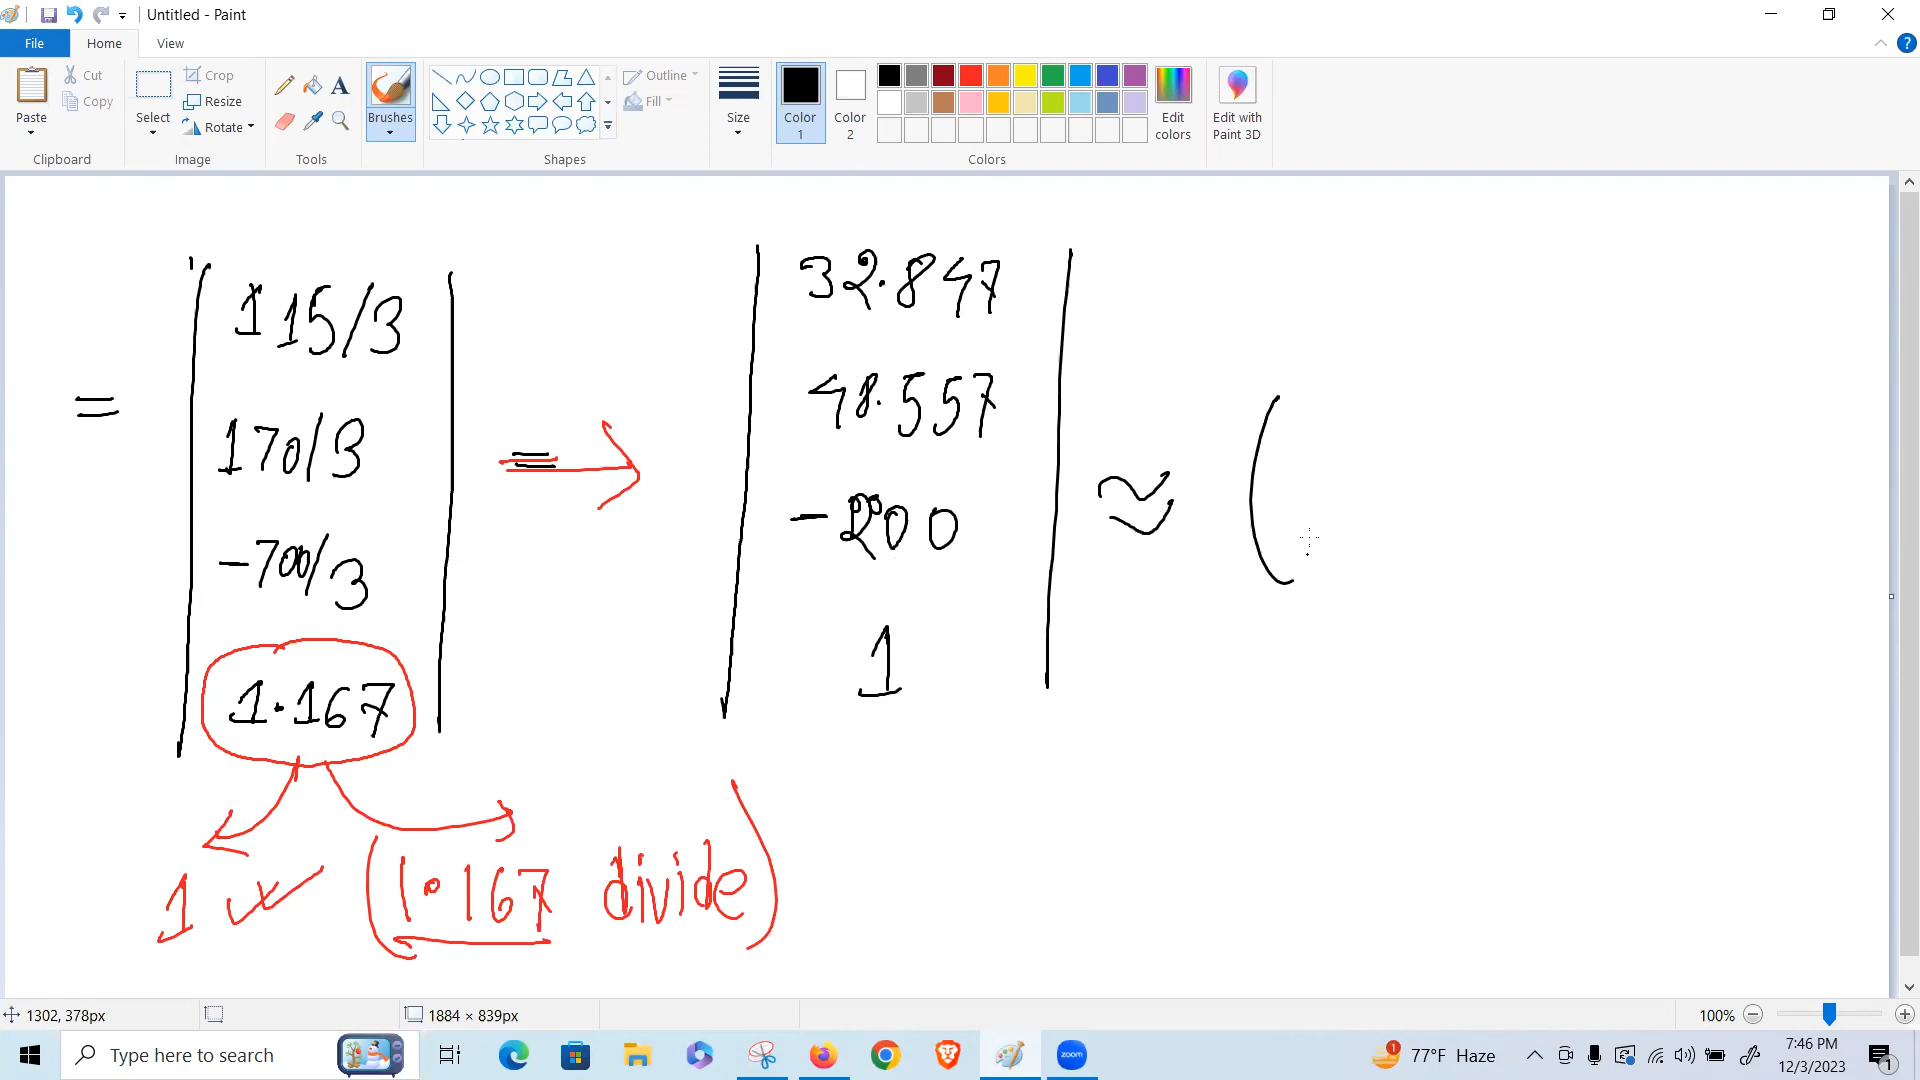 Untitled - Paint
File Home View
Paste Cut Copy
Clipboard
Select Crop Resize Rotate
Image
Tools
Brushes
Shapes
Outline
Fill
Size
Color 1
Color 2
Edit colors
Colors
Edit with Paint 3D
=
115/3
170/3
-700/3
1.167
=
32.847
48.557
-200
1
≈ (
1
(1.167 divide)
1302, 378px
1884 × 839px
100%
Type here to search
zoom
1
77°F Haze
7:46 PM
12/3/2023
1